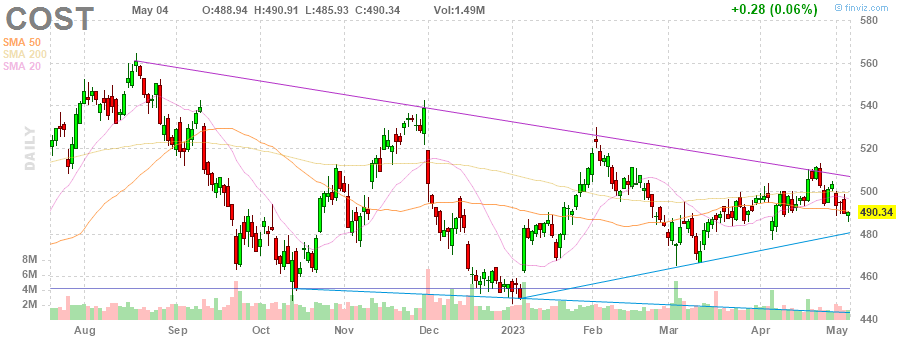 COST May 04 O:488.94 H:490.91 L:485.93 C:490.34 Vol:1.49M +0.28 (0.06%) © finviz.com
SMA 50
SMA 200
SMA 20
DAILY
580
560
540
520
500
490.34
480
460
440
8M
6M
4M
2M
Aug Sep Oct Nov Dec 2023 Feb Mar Apr May